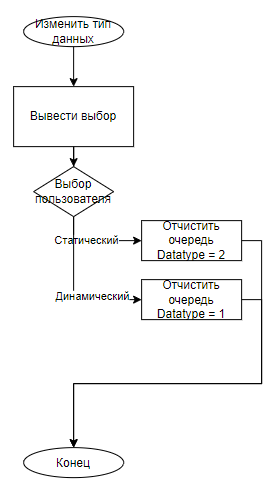 Изменить тип
данных
Вывести выбор
Выбор
пользователя
Статический
Отчистить
очередь
Datatype = 2
Динамический
Отчистить
очередь
Datatype = 1
Конец